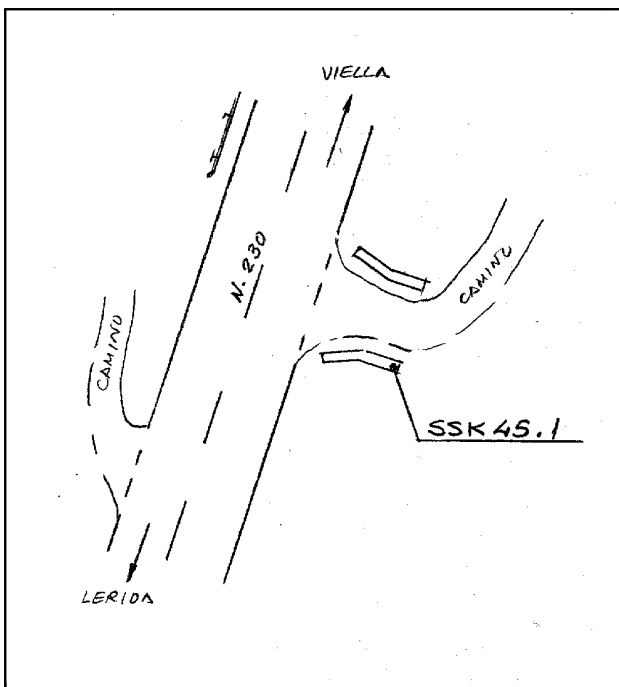 VIELLA
N-230
CAMINO
CAMINO
SSK 45.1
LERIDA